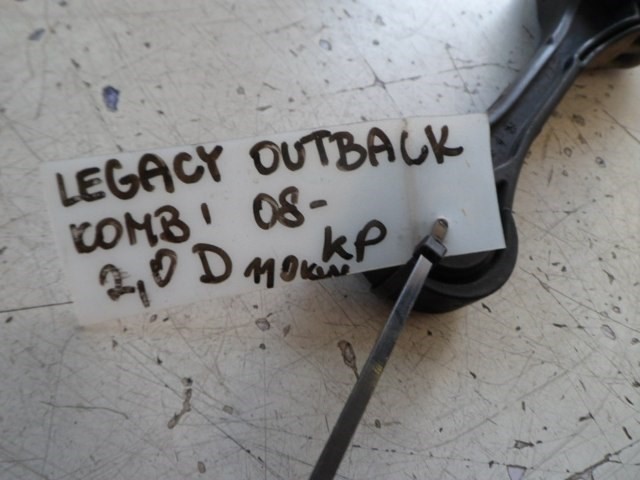 LEGACY OUTBACK
KOMBI 08-
2,0 D 110KW KP